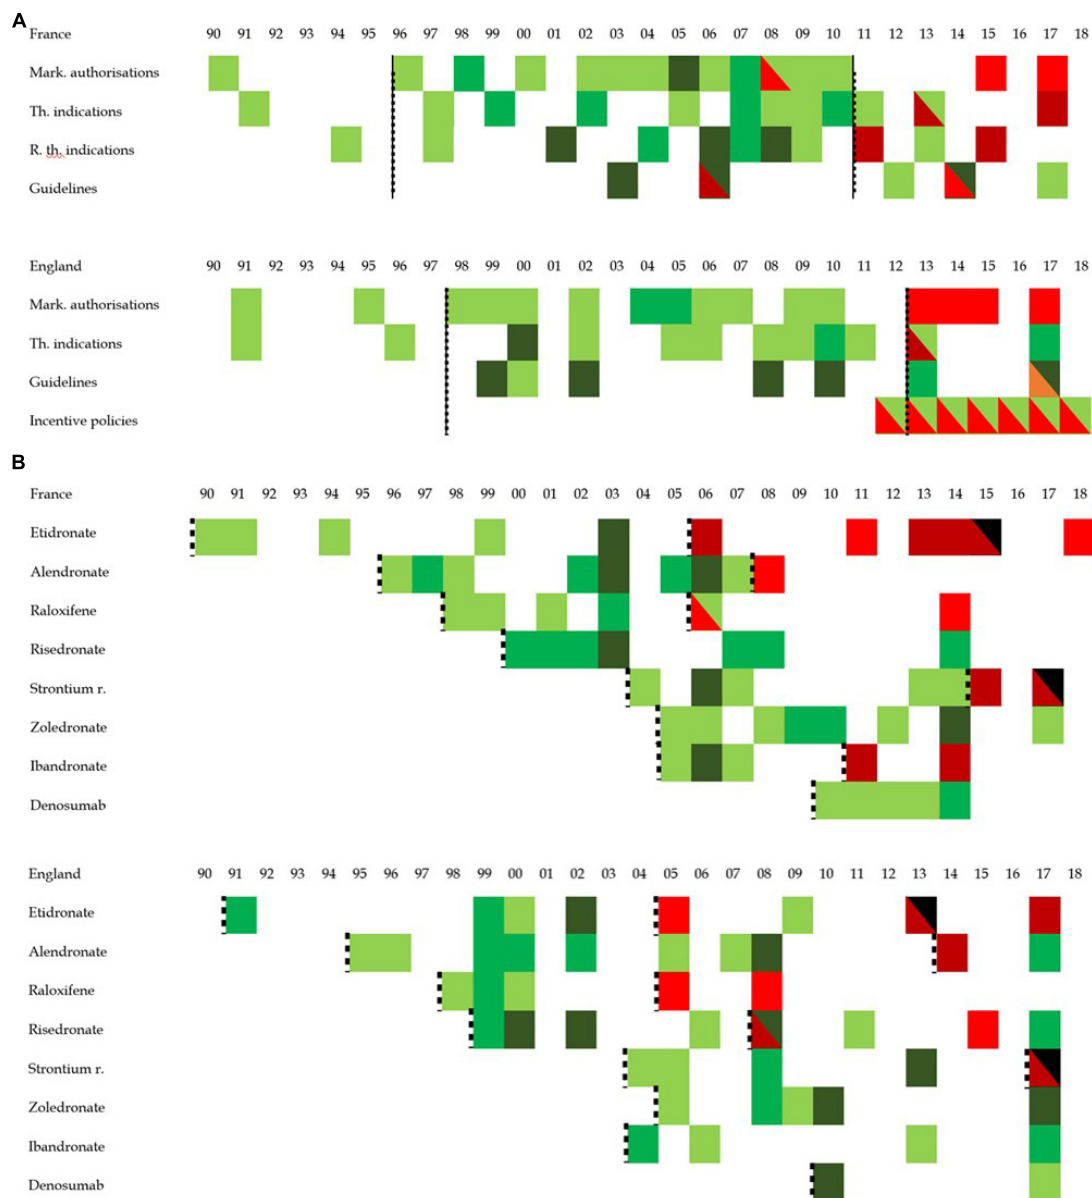 A
France 90 91 92 93 94 95 96 97 98 99 00 01 02 03 04 05 06 07 08 09 10 11 12 13 14 15 16 17 18
Mark. authorisations
Th. indications
R. th. indications
Guidelines
England 90 91 92 93 94 95 96 97 98 99 00 01 02 03 04 05 06 07 08 09 10 11 12 13 14 15 16 17 18
Mark. authorisations
Th. indications
Guidelines
Incentive policies
B
France 90 91 92 93 94 95 96 97 98 99 00 01 02 03 04 05 06 07 08 09 10 11 12 13 14 15 16 17 18
Etidronate
Alendronate
Raloxifene
Risedronate
Strontium r.
Zoledronate
Ibandronate
Denosumab
England 90 91 92 93 94 95 96 97 98 99 00 01 02 03 04 05 06 07 08 09 10 11 12 13 14 15 16 17 18
Etidronate
Alendronate
Raloxifene
Risedronate
Strontium r.
Zoledronate
Ibandronate
Denosumab